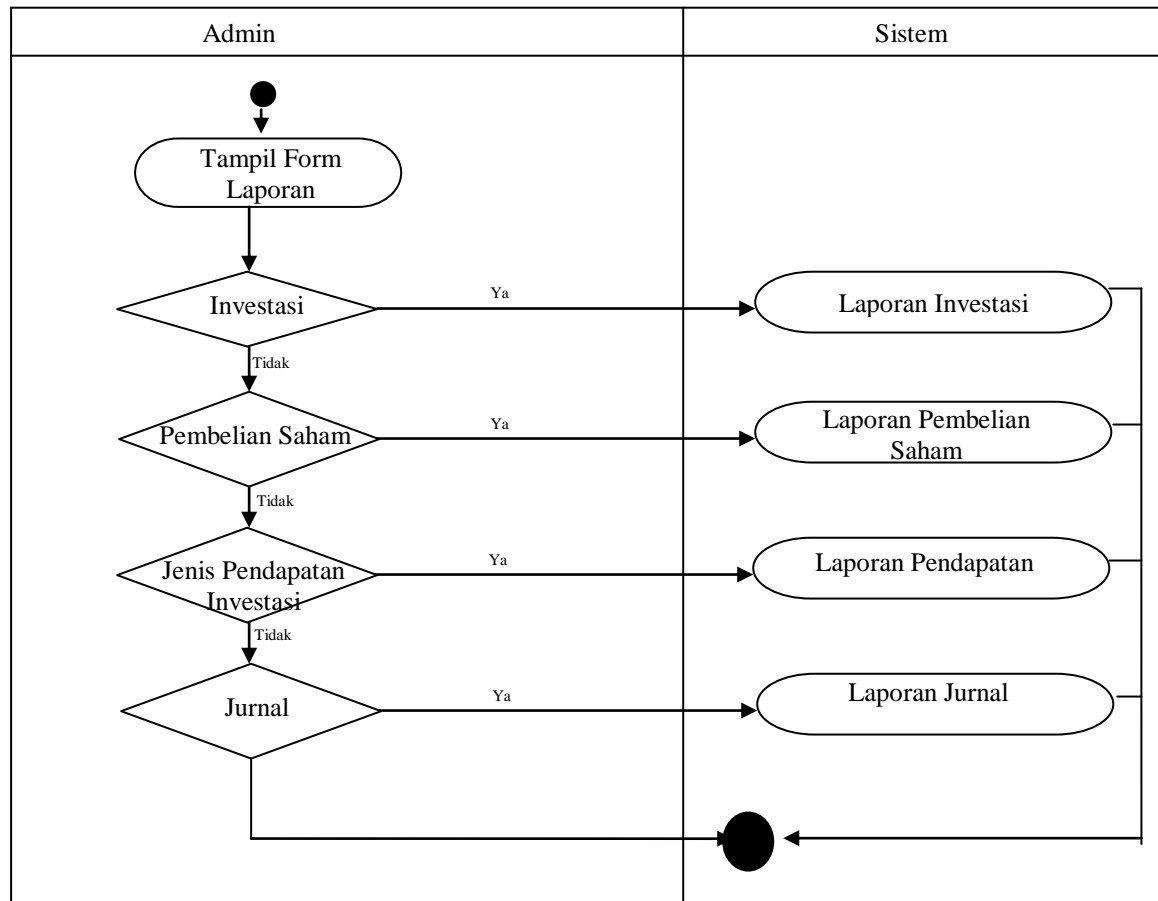 Admin
Sistem
Tampil Form
Laporan
Investasi
Ya
Laporan Investasi
Tidak
Pembelian Saham
Ya
Laporan Pembelian
Saham
Tidak
Jenis Pendapatan
Investasi
Ya
Laporan Pendapatan
Tidak
Jurnal
Ya
Laporan Jurnal